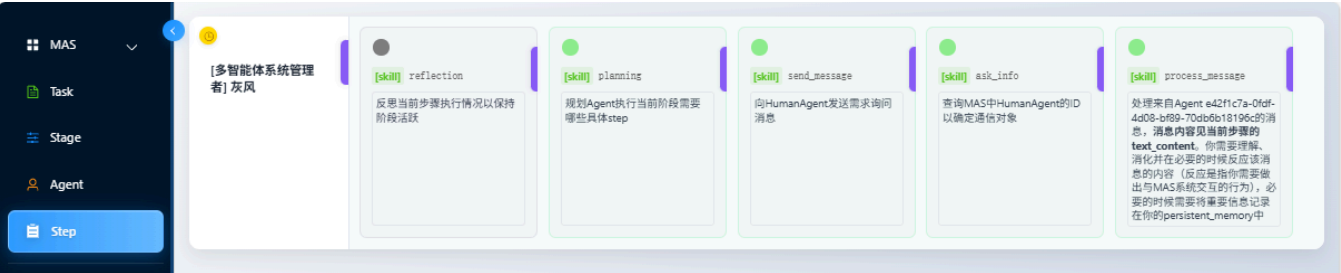 MAS
Task
Stage
Agent
Step
[多智能体系统管理
者] 灰风
[skill] reflection
反思当前步骤执行情况以保持
阶段活跃
[skill] planning
规划Agent执行当前阶段需要
哪些具体step
[skill] send_message
向HumanAgent发送需求询问
消息
[skill] ask_info
查询MAS中HumanAgent的ID
以确定通信对象
[skill] process_message
处理来自Agent e42f1c7a-0fdf-
4d08-bf89-70db6b18196c的消
息，消息内容见当前步骤的
text_content。你需要理解、
消化并在必要的时候反应该消
息的内容（反应是指你需要做
出与MAS系统交互的行为），必
要的时候需要将重要信息记录
在你的persistent_memory中